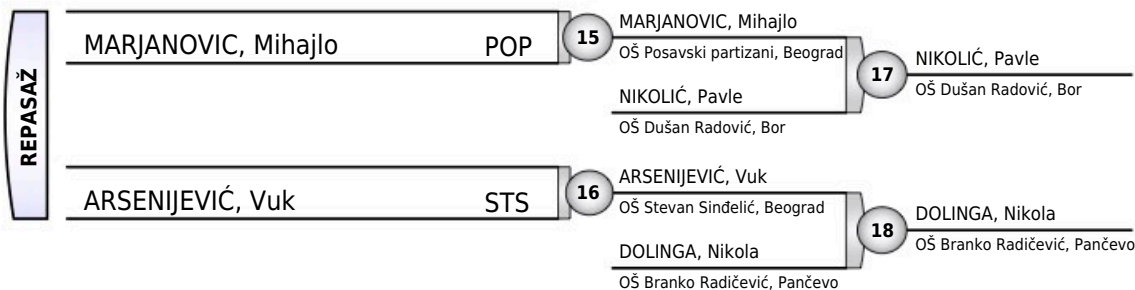 REPASAŽ
MARJANOVIC, Mihajlo POP
15
MARJANOVIC, Mihajlo
OŠ Posavski partizani, Beograd
NIKOLIĆ, Pavle
OŠ Dušan Radović, Bor
17
NIKOLIĆ, Pavle
OŠ Dušan Radović, Bor
ARSENIJEVIĆ, Vuk STS
16
ARSENIJEVIĆ, Vuk
OŠ Stevan Sinđelić, Beograd
DOLINGA, Nikola
OŠ Branko Radičević, Pančevo
18
DOLINGA, Nikola
OŠ Branko Radičević, Pančevo